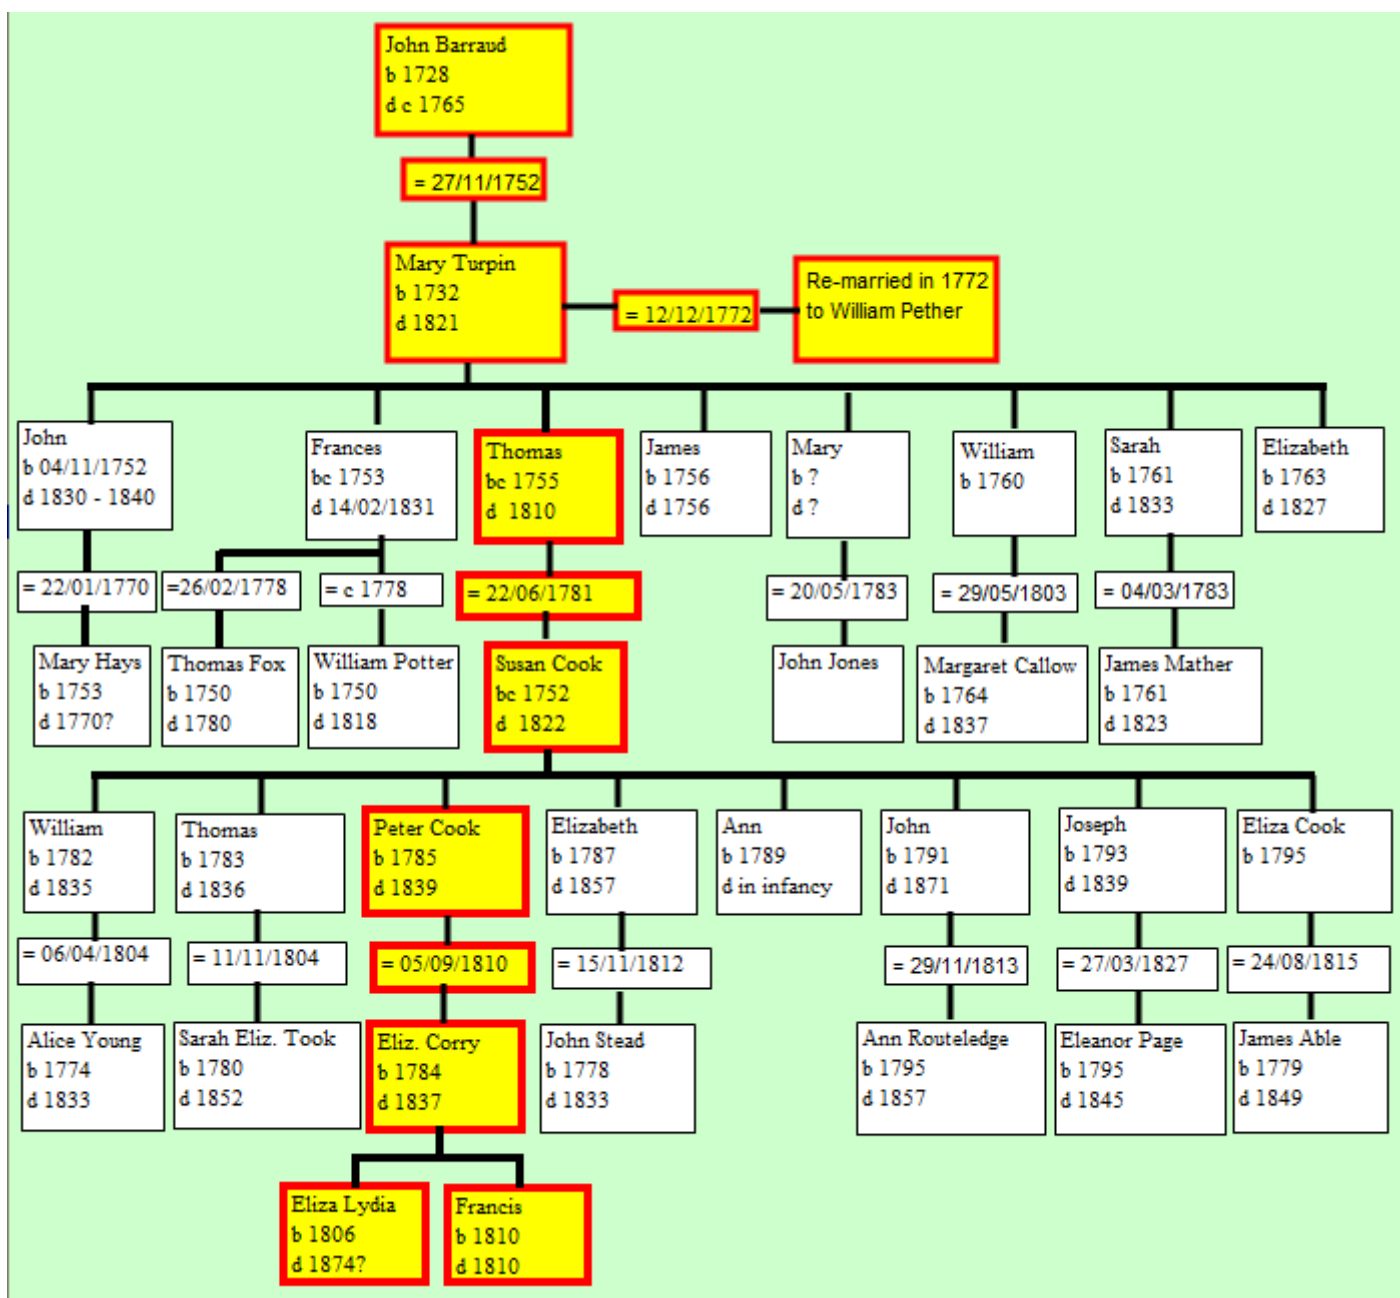 John Barraud
b 1728
d c 1765
= 27/11/1752
Mary Turpin
b 1732
d 1821
= 12/12/1772
Re-married in 1772
to William Pether
John
b 04/11/1752
d 1830 - 1840
Frances
bc 1753
d 14/02/1831
Thomas
bc 1755
d 1810
James
b 1756
d 1756
Mary
b ?
d ?
William
b 1760
Sarah
b 1761
d 1833
Elizabeth
b 1763
d 1827
= 22/01/1770
=26/02/1778
= c 1778
= 22/06/1781
= 20/05/1783
= 29/05/1803
= 04/03/1783
Mary Hays
b 1753
d 1770?
Thomas Fox
b 1750
d 1780
William Potter
b 1750
d 1818
Susan Cook
bc 1752
d 1822
John Jones
Margaret Callow
b 1764
d 1837
James Mather
b 1761
d 1823
William
b 1782
d 1835
Thomas
b 1783
d 1836
Peter Cook
b 1785
d 1839
Elizabeth
b 1787
d 1857
Ann
b 1789
d in infancy
John
b 1791
d 1871
Joseph
b 1793
d 1839
Eliza Cook
b 1795
= 06/04/1804
= 11/11/1804
= 05/09/1810
= 15/11/1812
= 29/11/1813
= 27/03/1827
= 24/08/1815
Alice Young
b 1774
d 1833
Sarah Eliz. Took
b 1780
d 1852
Eliz. Corry
b 1784
d 1837
John Stead
b 1778
d 1833
Ann Routeledge
b 1795
d 1857
Eleanor Page
b 1795
d 1845
James Able
b 1779
d 1849
Eliza Lydia
b 1806
d 1874?
Francis
b 1810
d 1810